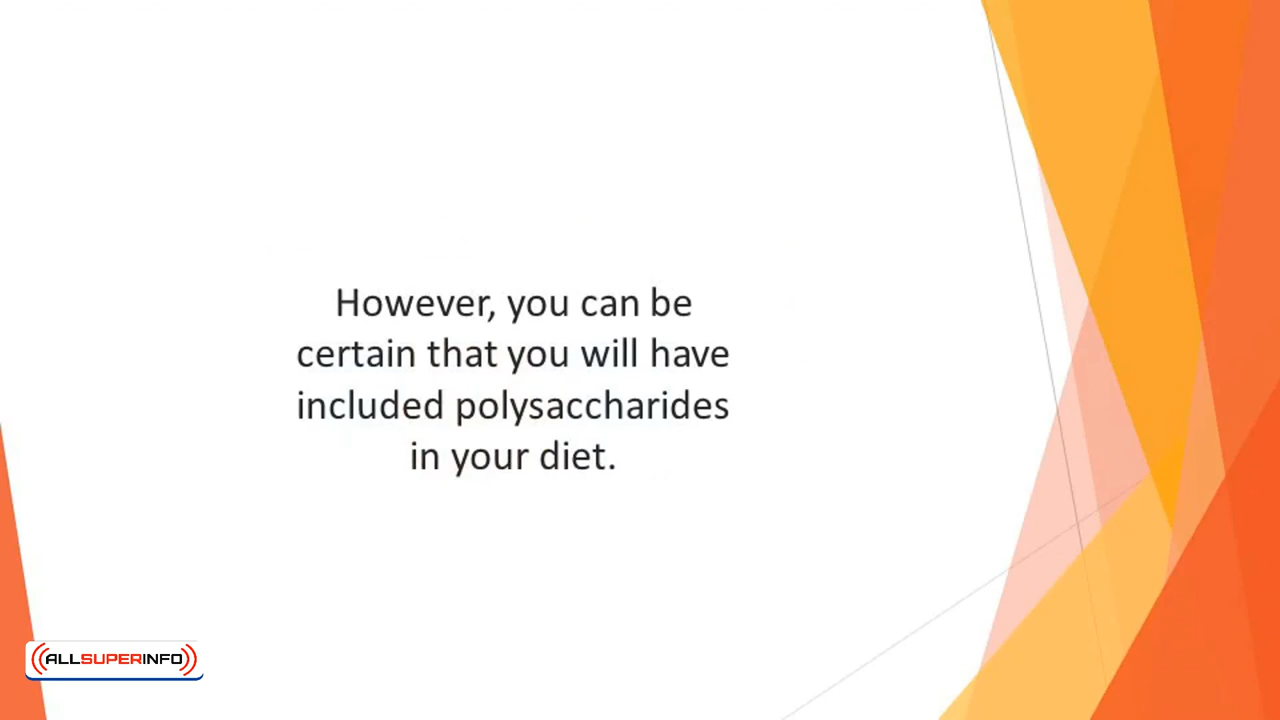 However, you can be
certain that you will have
included polysaccharides
in your diet.
ALLSUPERINFO